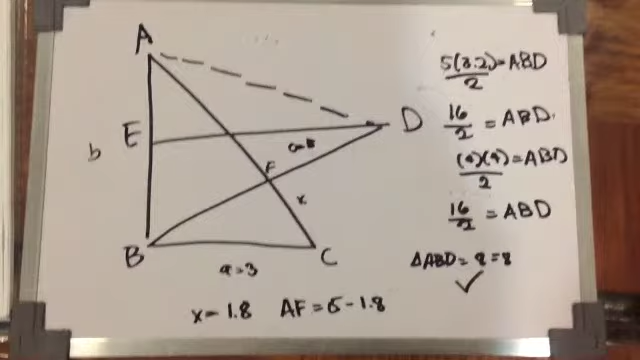 A
5(3.2)=ABD
2
D
16/2 = ABD.
E
b
F
(4)(4)=ABD
2
x
16/2 = ABD
B
C
a=3
ΔABD= 8=8
✓
x=1.8 AF=5-1.8